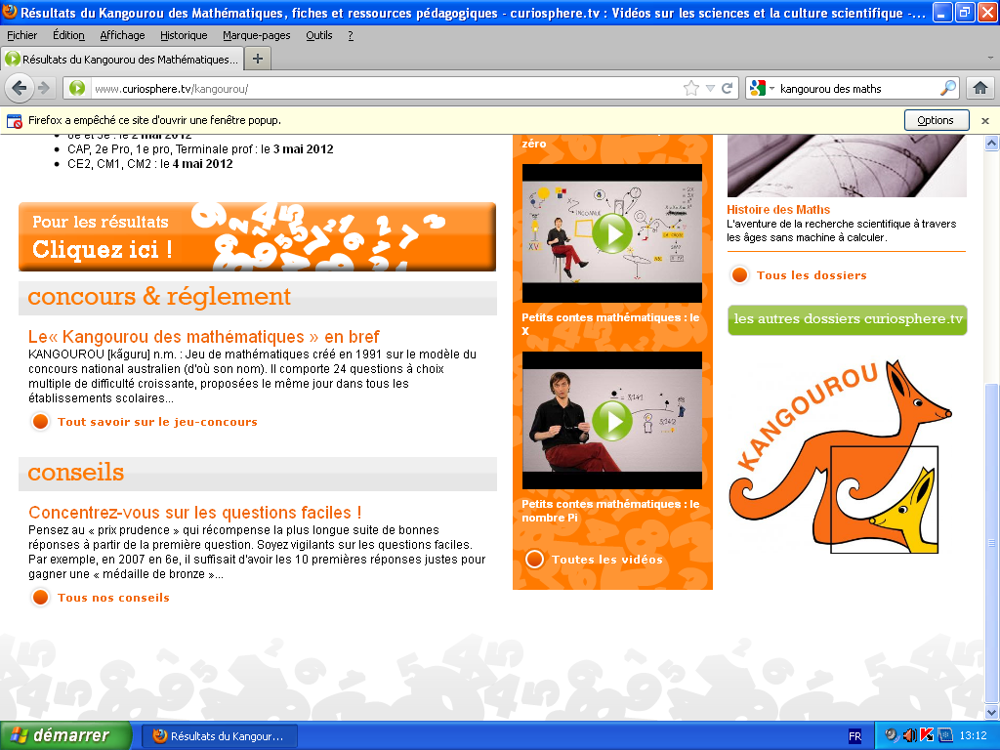 Résultats du Kangourou des Mathématiques, fiches et ressources pédagogiques - curiosphere.tv : Vidéos sur les sciences et la culture scientifique -...
Fichier Édition Affichage Historique Marque-pages Outils ?
Résultats du Kangourou des Mathématiques...
www.curiosphere.tv/kangourou/
kangourou des maths
Firefox a empêché ce site d'ouvrir une fenêtre popup.
Options
6e et 5e : le 2 mai 2012
CAP, 2e Pro, 1e pro, Terminale prof : le 3 mai 2012
CE2, CM1, CM2 : le 4 mai 2012
Pour les résultats
Cliquez ici !
concours & réglement
Le« Kangourou des mathématiques » en bref
KANGOUROU [kãguru] n.m. : Jeu de mathématiques créé en 1991 sur le modèle du
concours national australien (d'où son nom). Il comporte 24 questions à choix
multiple de difficulté croissante, proposées le même jour dans tous les
établissements scolaires...
Tout savoir sur le jeu-concours
conseils
Concentrez-vous sur les questions faciles !
Pensez au « prix prudence » qui récompense la plus longue suite de bonnes
réponses à partir de la première question. Soyez vigilants sur les questions faciles.
Par exemple, en 2007 en 6e, il suffisait d'avoir les 10 premières réponses justes pour
gagner une « médaille de bronze »...
Tous nos conseils
zéro
INCONNUE
Petits contes mathématiques : le
X
3,141
3,1412
Petits contes mathématiques : le
nombre Pi
Toutes les vidéos
Histoire des Maths
L'aventure de la recherche scientifique à travers
les âges sans machine à calculer.
Tous les dossiers
les autres dossiers curiosphere.tv
KANGOUROU
démarrer
Résultats du Kangour...
FR
13:12